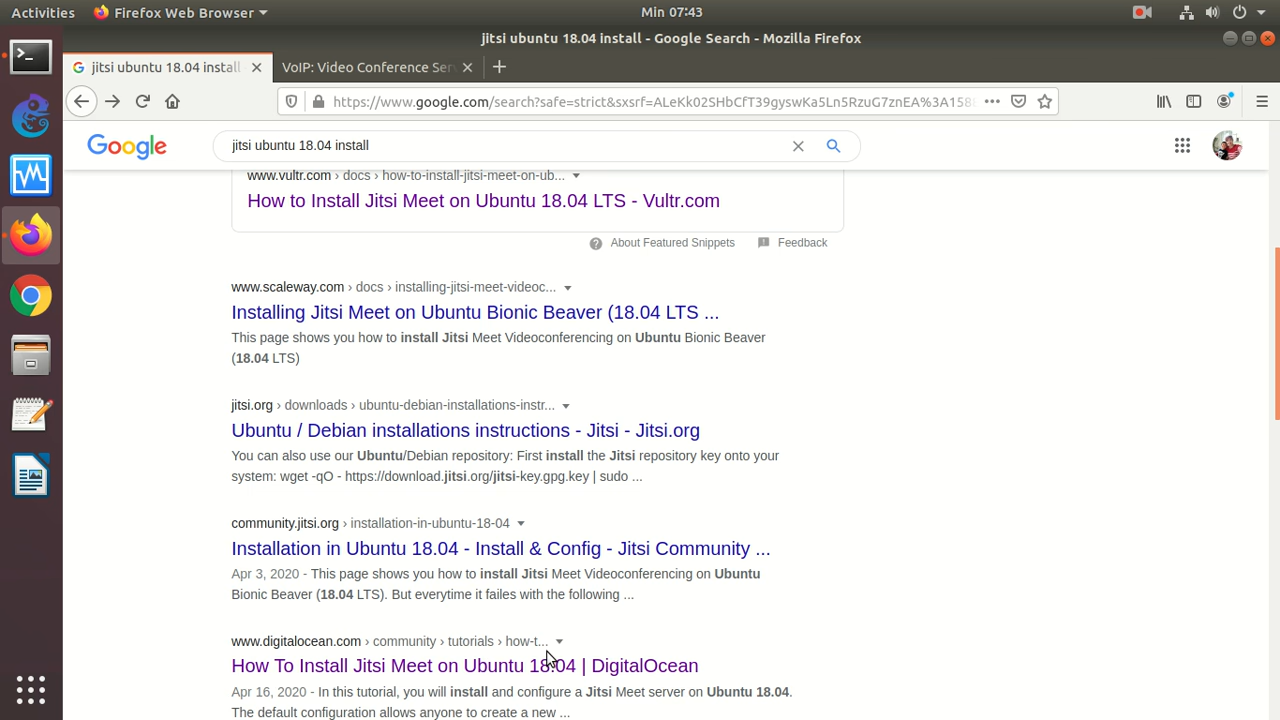 Activities Firefox Web Browser Min 07:43
jitsi ubuntu 18.04 install - Google Search - Mozilla Firefox
jitsi ubuntu 18.04 install VoIP: Video Conference Ser
https://www.google.com/search?safe=strict&sxsrf=ALeKk02SHbCfT39gyswKa5Ln5RzuG7znEA%3A158
Google jitsi ubuntu 18.04 install
www.vultr.com › docs › how-to-install-jitsi-meet-on-ub...
How to Install Jitsi Meet on Ubuntu 18.04 LTS - Vultr.com
About Featured Snippets Feedback
www.scaleway.com › docs › installing-jitsi-meet-videoc...
Installing Jitsi Meet on Ubuntu Bionic Beaver (18.04 LTS ...
This page shows you how to install Jitsi Meet Videoconferencing on Ubuntu Bionic Beaver
(18.04 LTS)
jitsi.org › downloads › ubuntu-debian-installations-instr...
Ubuntu / Debian installations instructions - Jitsi - Jitsi.org
You can also use our Ubuntu/Debian repository: First install the Jitsi repository key onto your
system: wget -qO - https://download.jitsi.org/jitsi-key.gpg.key | sudo ...
community.jitsi.org › installation-in-ubuntu-18-04
Installation in Ubuntu 18.04 - Install & Config - Jitsi Community ...
Apr 3, 2020 - This page shows you how to install Jitsi Meet Videoconferencing on Ubuntu
Bionic Beaver (18.04 LTS). But everytime it failes with the following ...
www.digitalocean.com › community › tutorials › how-t...
How To Install Jitsi Meet on Ubuntu 18.04 | DigitalOcean
Apr 16, 2020 - In this tutorial, you will install and configure a Jitsi Meet server on Ubuntu 18.04.
The default configuration allows anyone to create a new ...